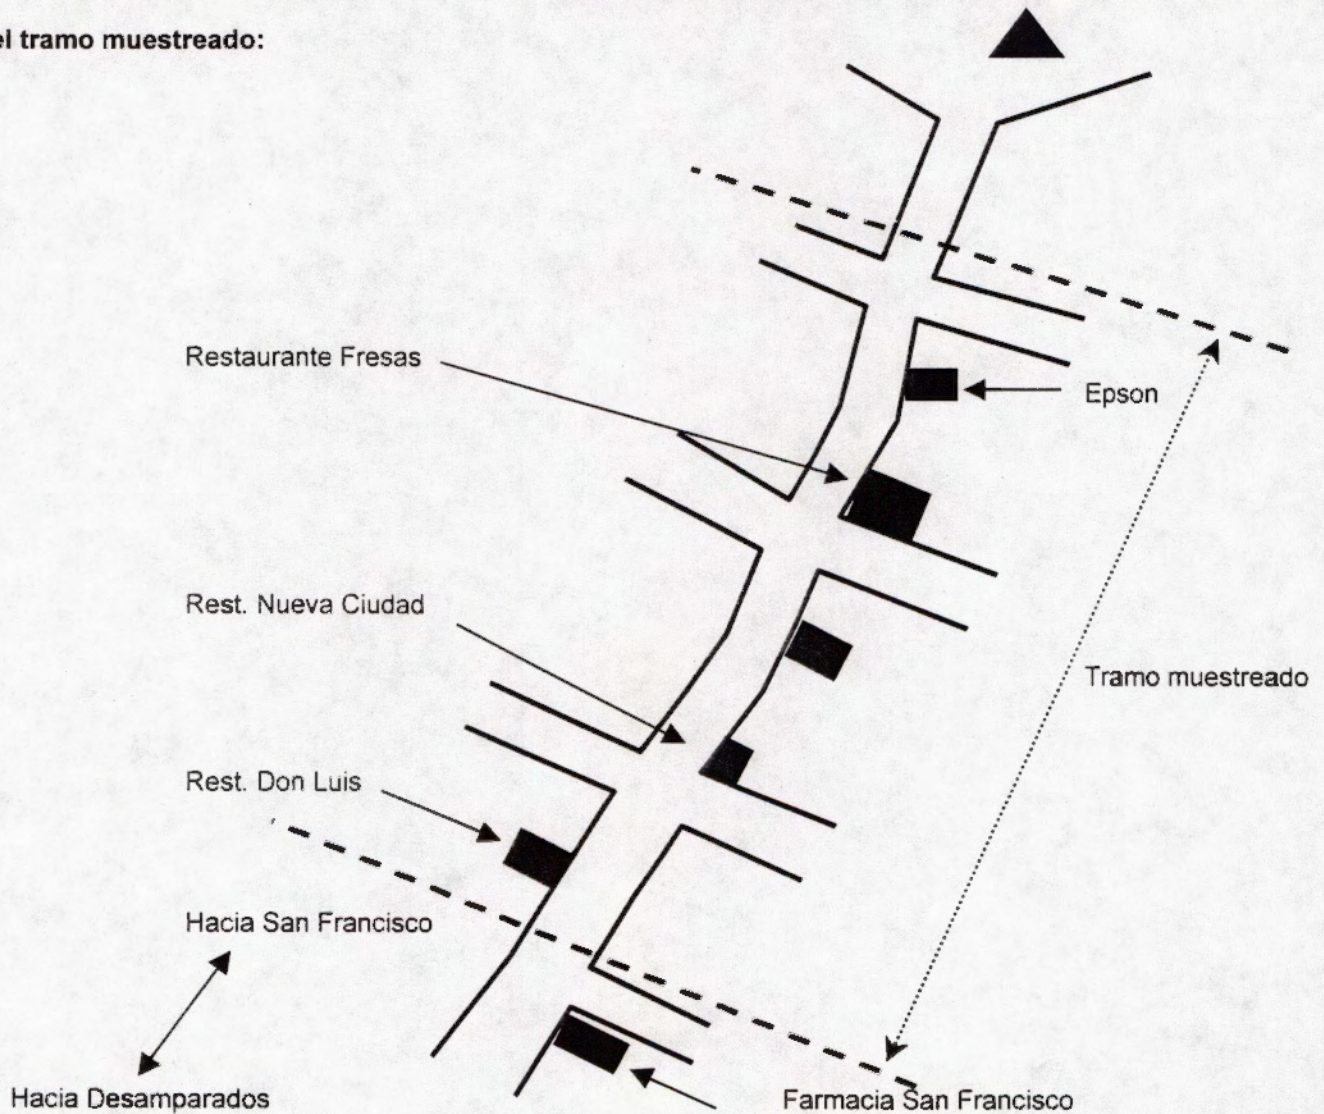 el tramo muestreado:
Restaurante Fresas
Epson
Rest. Nueva Ciudad
Tramo muestreado
Rest. Don Luis
Hacia San Francisco
Hacia Desamparados
Farmacia San Francisco